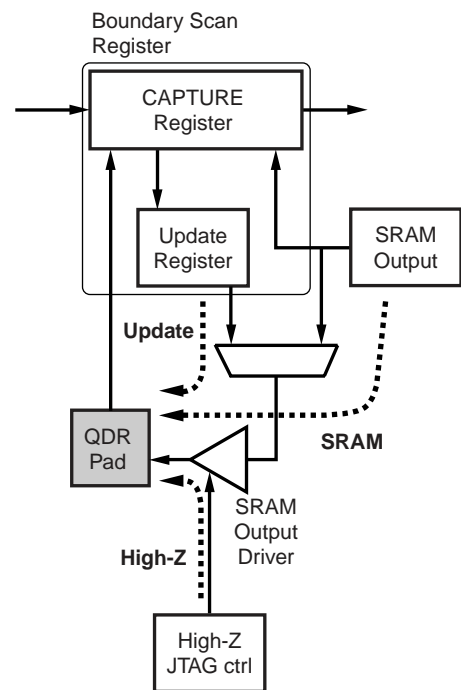 Boundary Scan
Register
CAPTURE
Register
Update
Register
SRAM
Output
Update
SRAM
QDR
Pad
SRAM
Output
Driver
High-Z
High-Z
JTAG ctrl